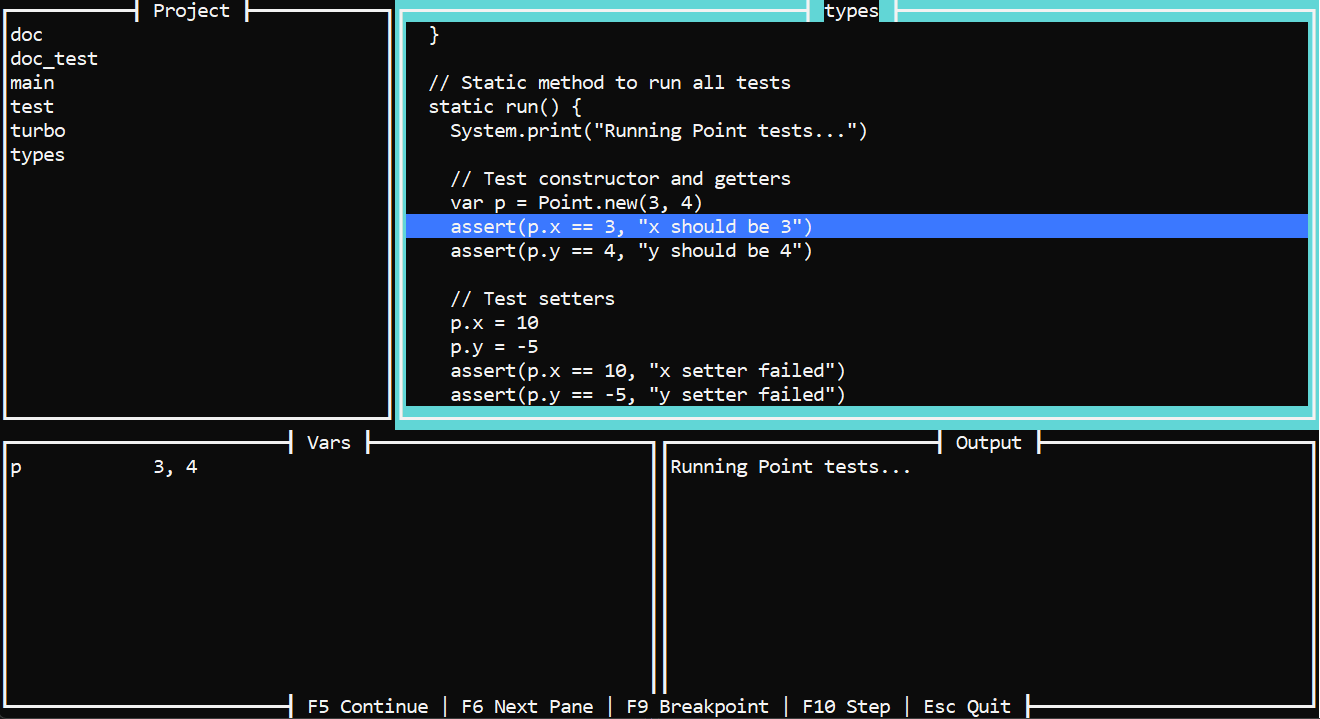 Project
doc
doc_test
main
test
turbo
types
types
}
// Static method to run all tests
static run() {
System.print("Running Point tests...")
// Test constructor and getters
var p = Point.new(3, 4)
assert(p.x == 3, "x should be 3")
assert(p.y == 4, "y should be 4")
// Test setters
p.x = 10
p.y = -5
assert(p.x == 10, "x setter failed")
assert(p.y == -5, "y setter failed")
Vars
p 3, 4
Output
Running Point tests...
F5 Continue | F6 Next Pane | F9 Breakpoint | F10 Step | Esc Quit